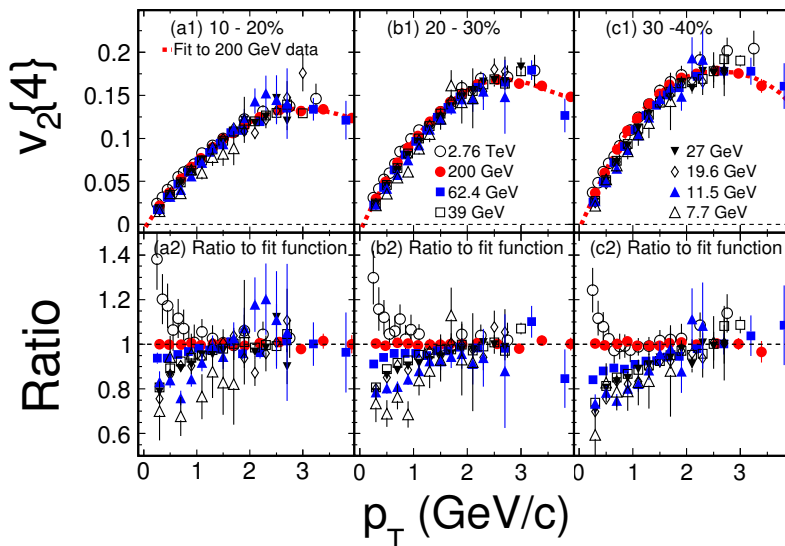 (a1) 10 - 20%
Fit to 200 GeV data
(b1) 20 - 30%
(c1) 30 -40%
v2{4}
0.2
0.15
0.1
0.05
0
2.76 TeV
200 GeV
62.4 GeV
39 GeV
27 GeV
19.6 GeV
11.5 GeV
7.7 GeV
(a2) Ratio to fit function
(b2) Ratio to fit function
(c2) Ratio to fit function
Ratio
1.4
1.2
1
0.8
0.6
0 1 2 3
0 1 2 3
0 1 2 3
pT (GeV/c)